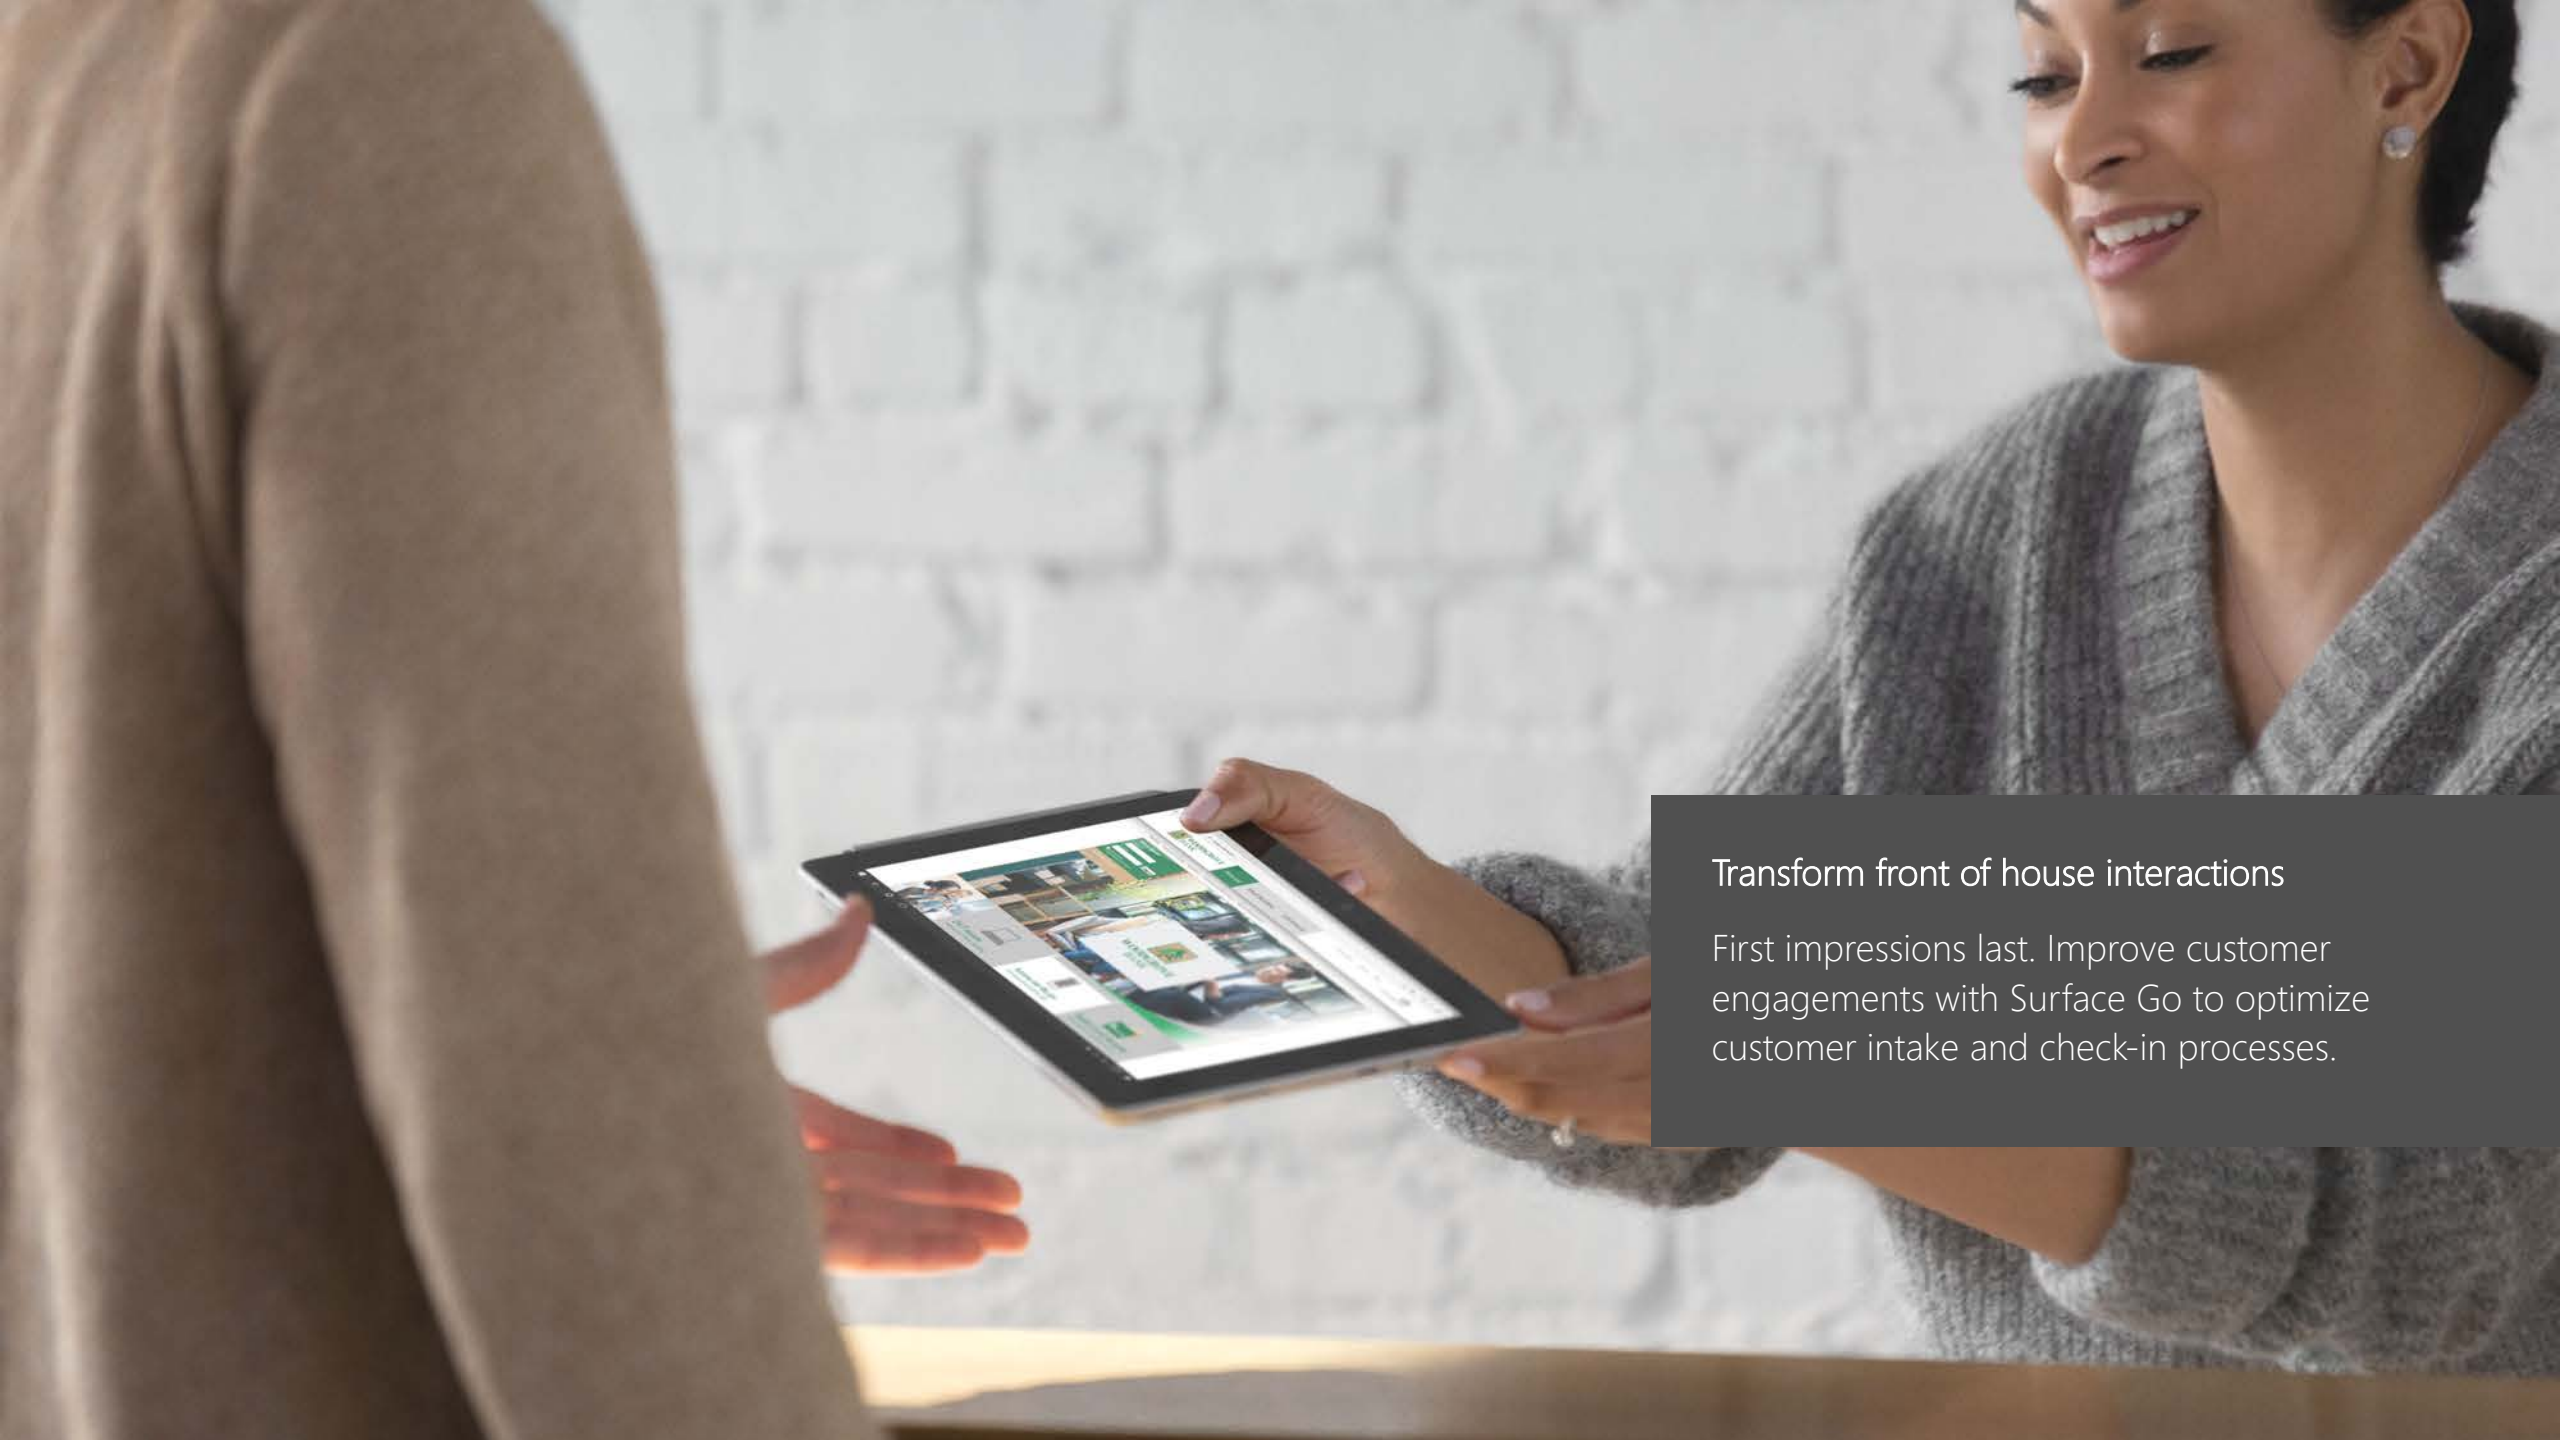 Transform front of house interactions
First impressions last. Improve customer
engagements with Surface Go to optimize
customer intake and check-in processes.